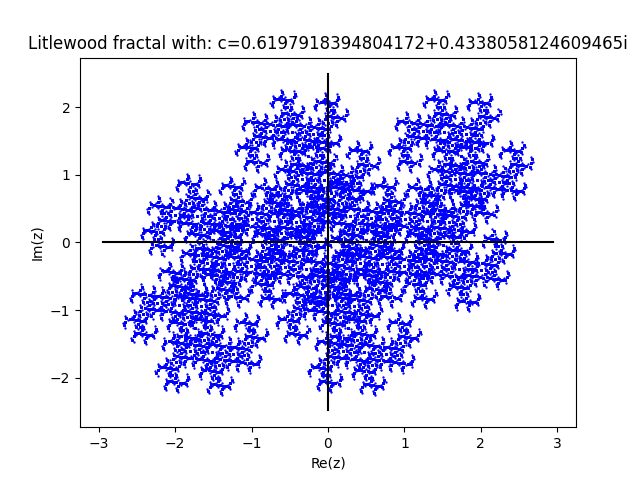 Litlewood fractal with: c=0.6197918394804172+0.4338058124609465i
2
1
0
−1
−2
Im(z)
−3 −2 −1 0 1 2 3
Re(z)